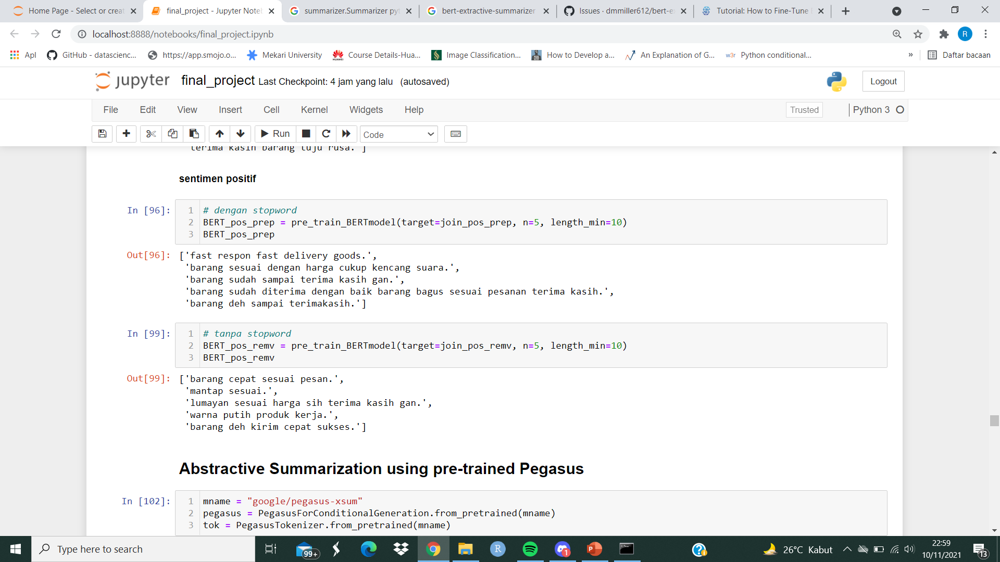 Home Page - Select or creat
final_project - Jupyter Note
summarizer.Summarizer py
bert-extractive-summarizer
Issues · dmmiller612/bert-e
Tutorial: How to Fine-Tune
localhost:8888/notebooks/final_project.ipynb
R
Apl
GitHub - datascienc...
https://app.smojo.o...
Mekari University
HUAWEI
Course Details-Hua...
Image Classification...
How to Develop a...
An Explanation of G...
w3r
Python conditional...
»
Daftar bacaan
jupyter
final_project Last Checkpoint: 4 jam yang lalu (autosaved)
Logout
File Edit View Insert Cell Kernel Widgets Help
Trusted
Python 3
Run
Code
terima kasih barang tuju rusa.']
sentimen positif
In [96]:
1 # dengan stopword
2 BERT_pos_prep = pre_train_BERTmodel(target=join_pos_prep, n=5, length_min=10)
3 BERT_pos_prep
Out[96]: ['fast respon fast delivery goods.',
'barang sesuai dengan harga cukup kencang suara.',
'barang sudah sampai terima kasih gan.',
'barang sudah diterima dengan baik barang bagus sesuai pesanan terima kasih.',
'barang deh sampai terimakasih.']
In [99]:
1 # tanpa stopword
2 BERT_pos_remv = pre_train_BERTmodel(target=join_pos_remv, n=5, length_min=10)
3 BERT_pos_remv
Out[99]: ['barang cepat sesuai pesan.',
'mantap sesuai.',
'lumayan sesuai harga sih terima kasih gan.',
'warna putih produk kerja.',
'barang deh kirim cepat sukses.']
Abstractive Summarization using pre-trained Pegasus
In [102]:
1 mname = "google/pegasus-xsum"
2 pegasus = PegasusForConditionalGeneration.from_pretrained(mname)
3 tok = PegasusTokenizer.from_pretrained(mname)
Type here to search
99+
R
1
P
26°C Kabut
22:59
10/11/2021
13